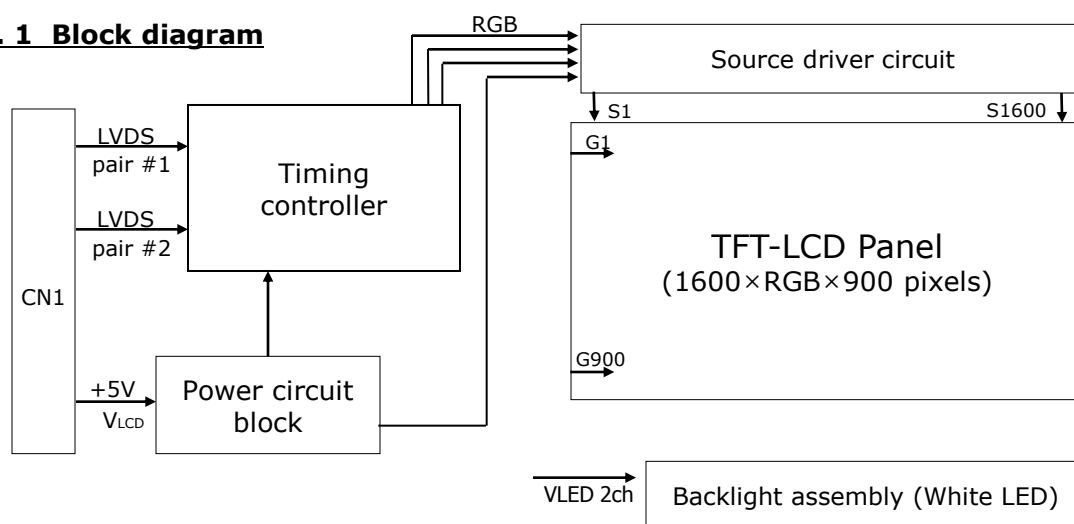 . 1 Block diagram
RGB
Source driver circuit
S1
S1600
LVDS
pair #1
Timing
controller
G1
LVDS
pair #2
TFT-LCD Panel
(1600×RGB×900 pixels)
CN1
G900
+5V
VLCD
Power circuit
block
VLED 2ch
Backlight assembly (White LED)